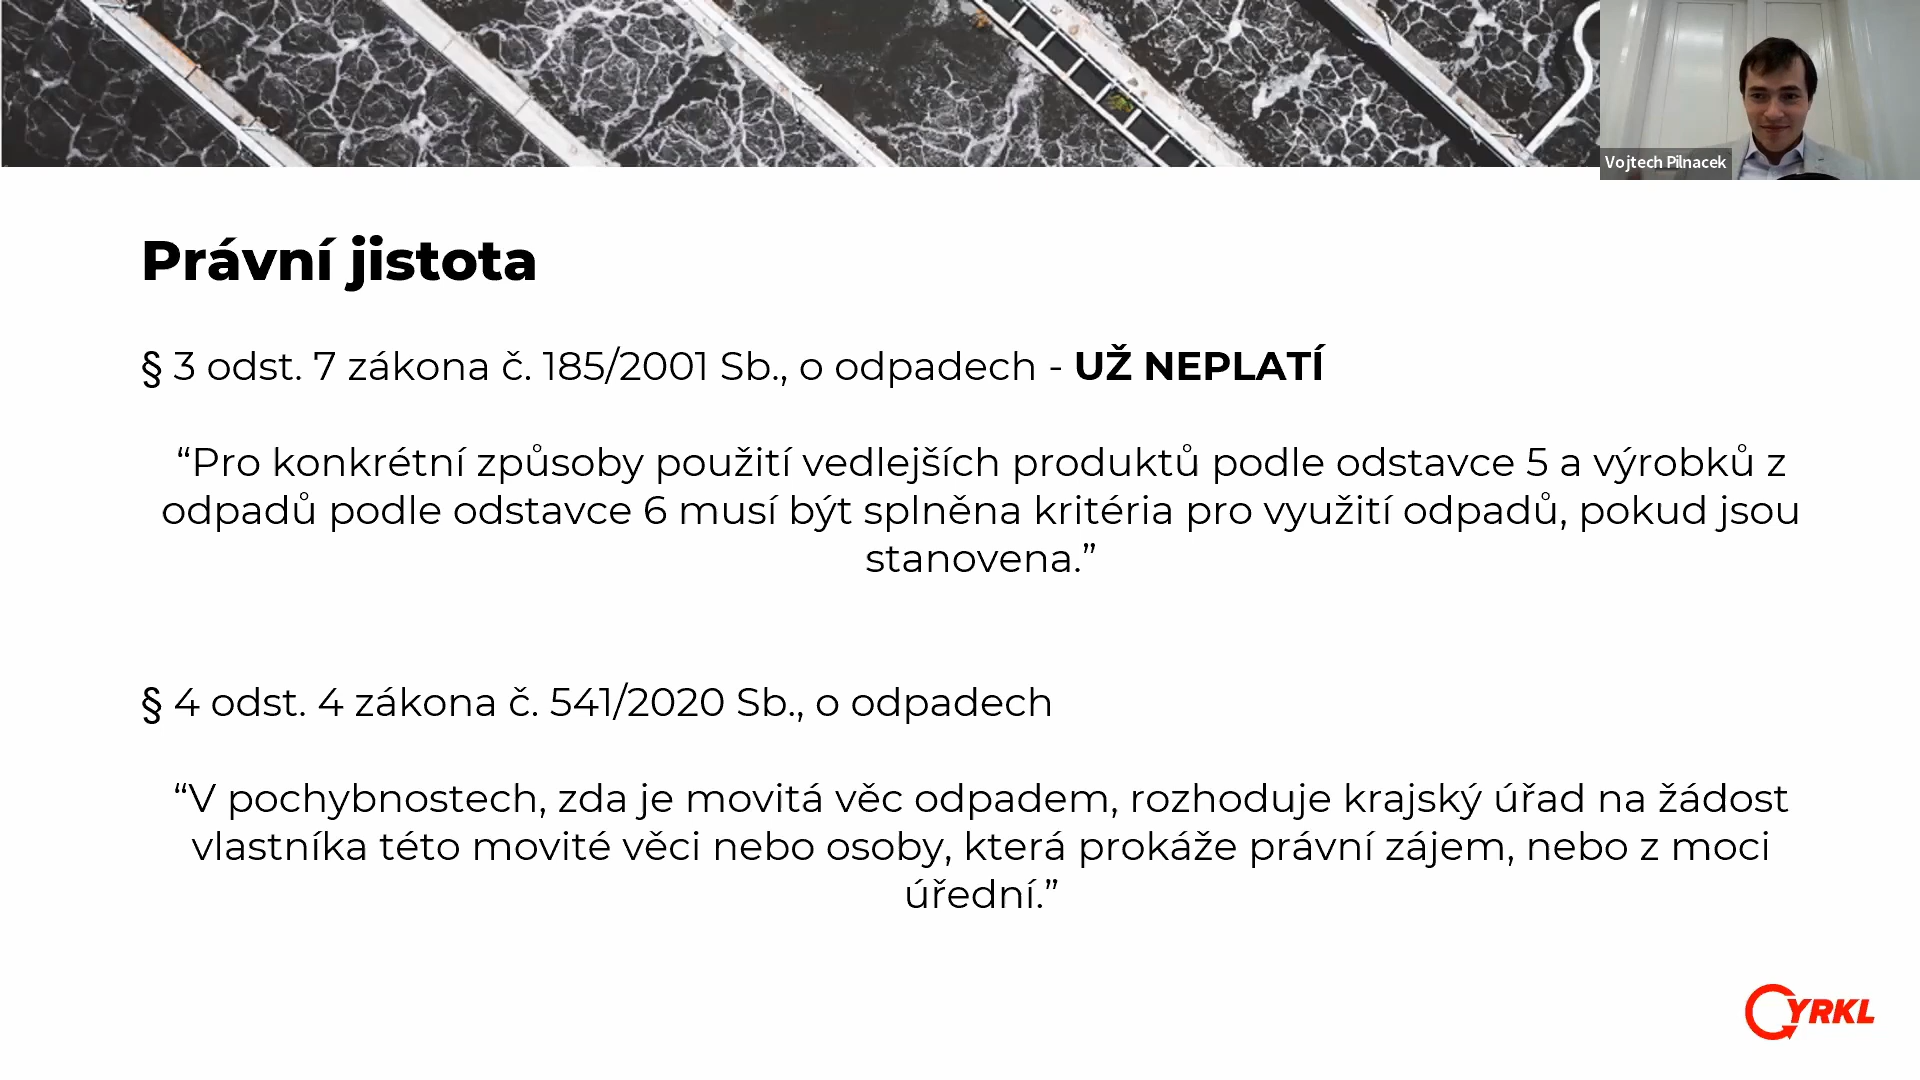 Vojtech Pilnacek
Právní jistota
§ 3 odst. 7 zákona č. 185/2001 Sb., o odpadech - UŽ NEPLATÍ
“Pro konkrétní způsoby použití vedlejších produktů podle odstavce 5 a výrobků z
odpadů podle odstavce 6 musí být splněna kritéria pro využití odpadů, pokud jsou
stanovena.”
§ 4 odst. 4 zákona č. 541/2020 Sb., o odpadech
“V pochybnostech, zda je movitá věc odpadem, rozhoduje krajský úřad na žádost
vlastníka této movité věci nebo osoby, která prokáže právní zájem, nebo z moci
úřední.”
CYRKL